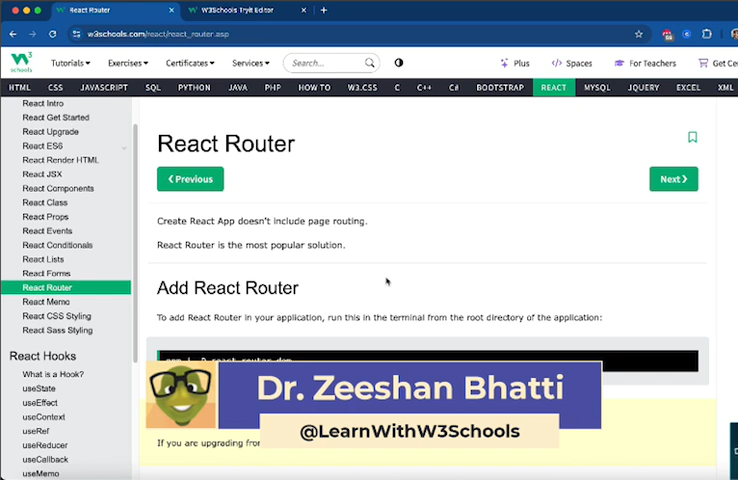 React Router
W3Schools Tryit Editor
w3schools.com/react/react_router.asp
W3
schools
Tutorials
Exercises
Certificates
Services
Search...
Plus
Spaces
For Teachers
Get Cer
HTML CSS JAVASCRIPT SQL PYTHON JAVA PHP HOW TO W3.CSS C C++ C# BOOTSTRAP REACT MYSQL JQUERY EXCEL XML
React Intro
React Get Started
React Upgrade
React ES6
React Render HTML
React JSX
React Components
React Class
React Props
React Events
React Conditionals
React Lists
React Forms
React Router
React Memo
React CSS Styling
React Sass Styling
React Hooks
What is a Hook?
useState
useEffect
useContext
useRef
useReducer
useCallback
useMemo
React Router
❮ Previous
Next ❯
Create React App doesn't include page routing.
React Router is the most popular solution.
Add React Router
To add React Router in your application, run this in the terminal from the root directory of the application:
Dr. Zeeshan Bhatti
@LearnWithW3Schools
If you are upgrading from